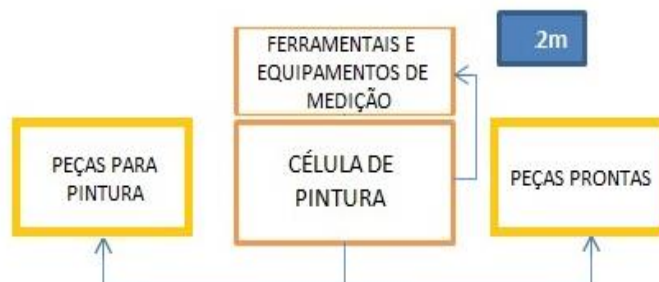 FERRAMENTAIS E
EQUIPAMENTOS DE
MEDIÇÃO
2m
PEÇAS PARA
PINTURA
CÉLULA DE
PINTURA
PEÇAS PRONTAS